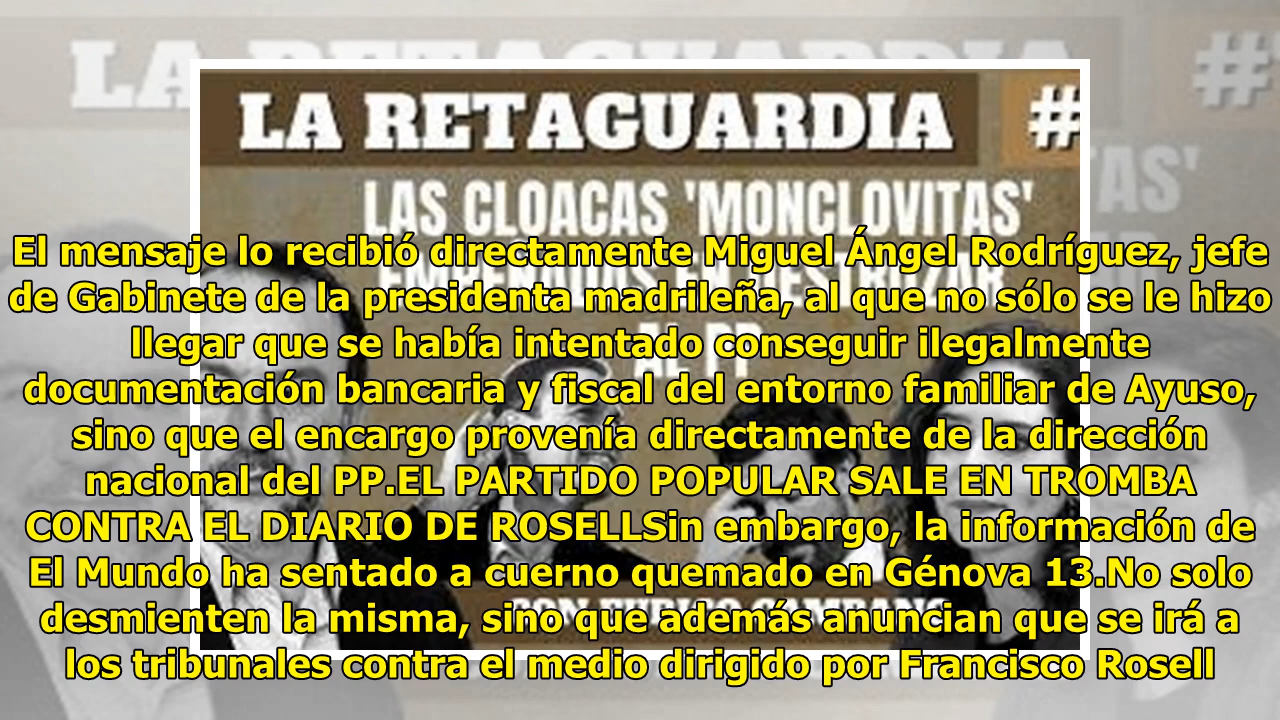 LA RETAGUARDIA #
LAS CLOACAS 'MONCLOVITAS'
AL PP
El mensaje lo recibió directamente Miguel Ángel Rodríguez, jefe
de Gabinete de la presidenta madrileña, al que no sólo se le hizo
llegar que se había intentado conseguir ilegalmente
documentación bancaria y fiscal del entorno familiar de Ayuso,
sino que el encargo provenía directamente de la dirección
nacional del PP.EL PARTIDO POPULAR SALE EN TROMBA
CONTRA EL DIARIO DE ROSELLSin embargo, la información de
El Mundo ha sentado a cuerno quemado en Génova 13.No solo
desmienten la misma, sino que además anuncian que se irá a
los tribunales contra el medio dirigido por Francisco Rosell